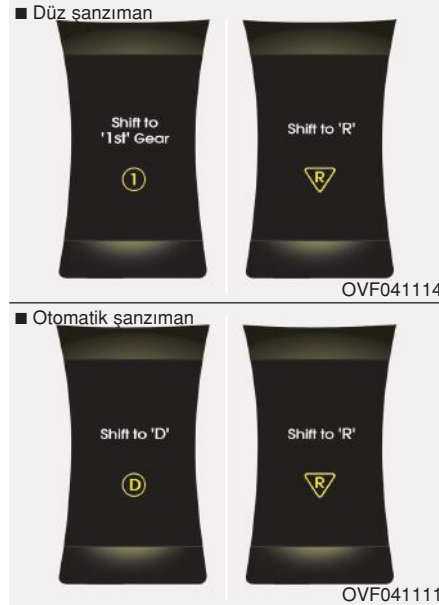 ■ Düz şanzıman
Shift to
'1st' Gear
1
Shift to 'R'
R
OVF041114
■ Otomatik şanzıman
Shift to 'D'
D
Shift to 'R'
R
OVF041111